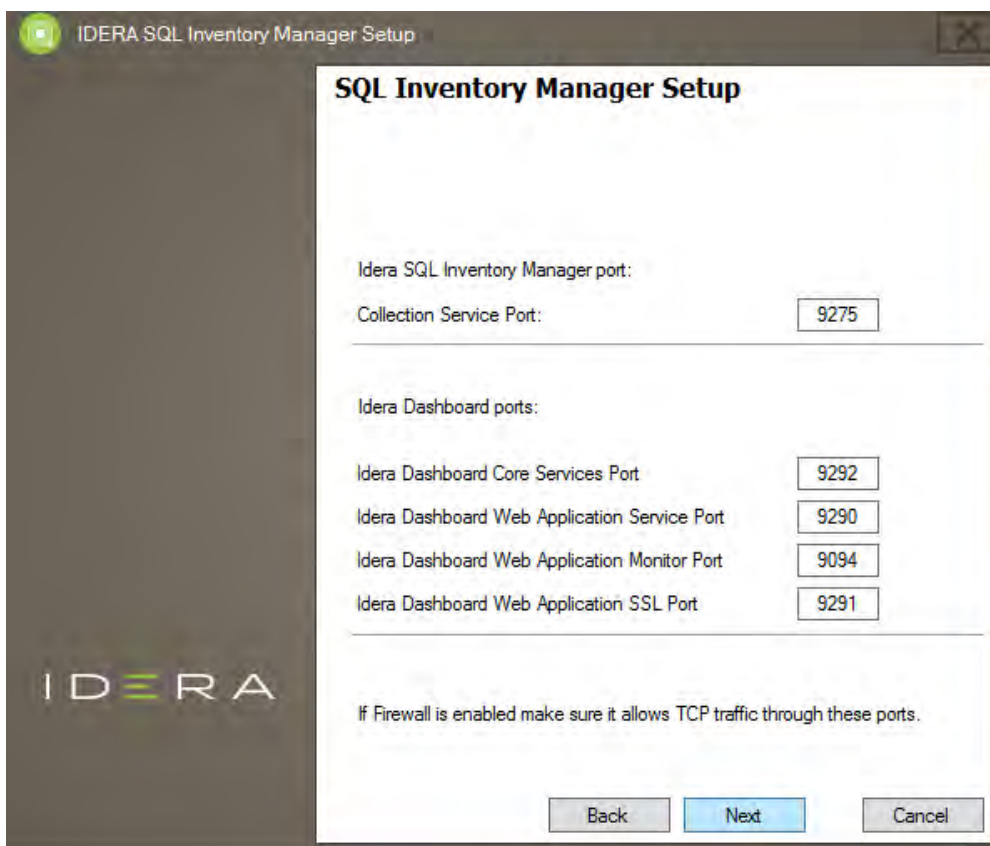 IDERA SQL Inventory Manager Setup
SQL Inventory Manager Setup
Idera SQL Inventory Manager port:
Collection Service Port:
9275
Idera Dashboard ports:
Idera Dashboard Core Services Port
9292
Idera Dashboard Web Application Service Port
9290
Idera Dashboard Web Application Monitor Port
9094
Idera Dashboard Web Application SSL Port
9291
IDERA
If Firewall is enabled make sure it allows TCP traffic through these ports.
Back
Next
Cancel